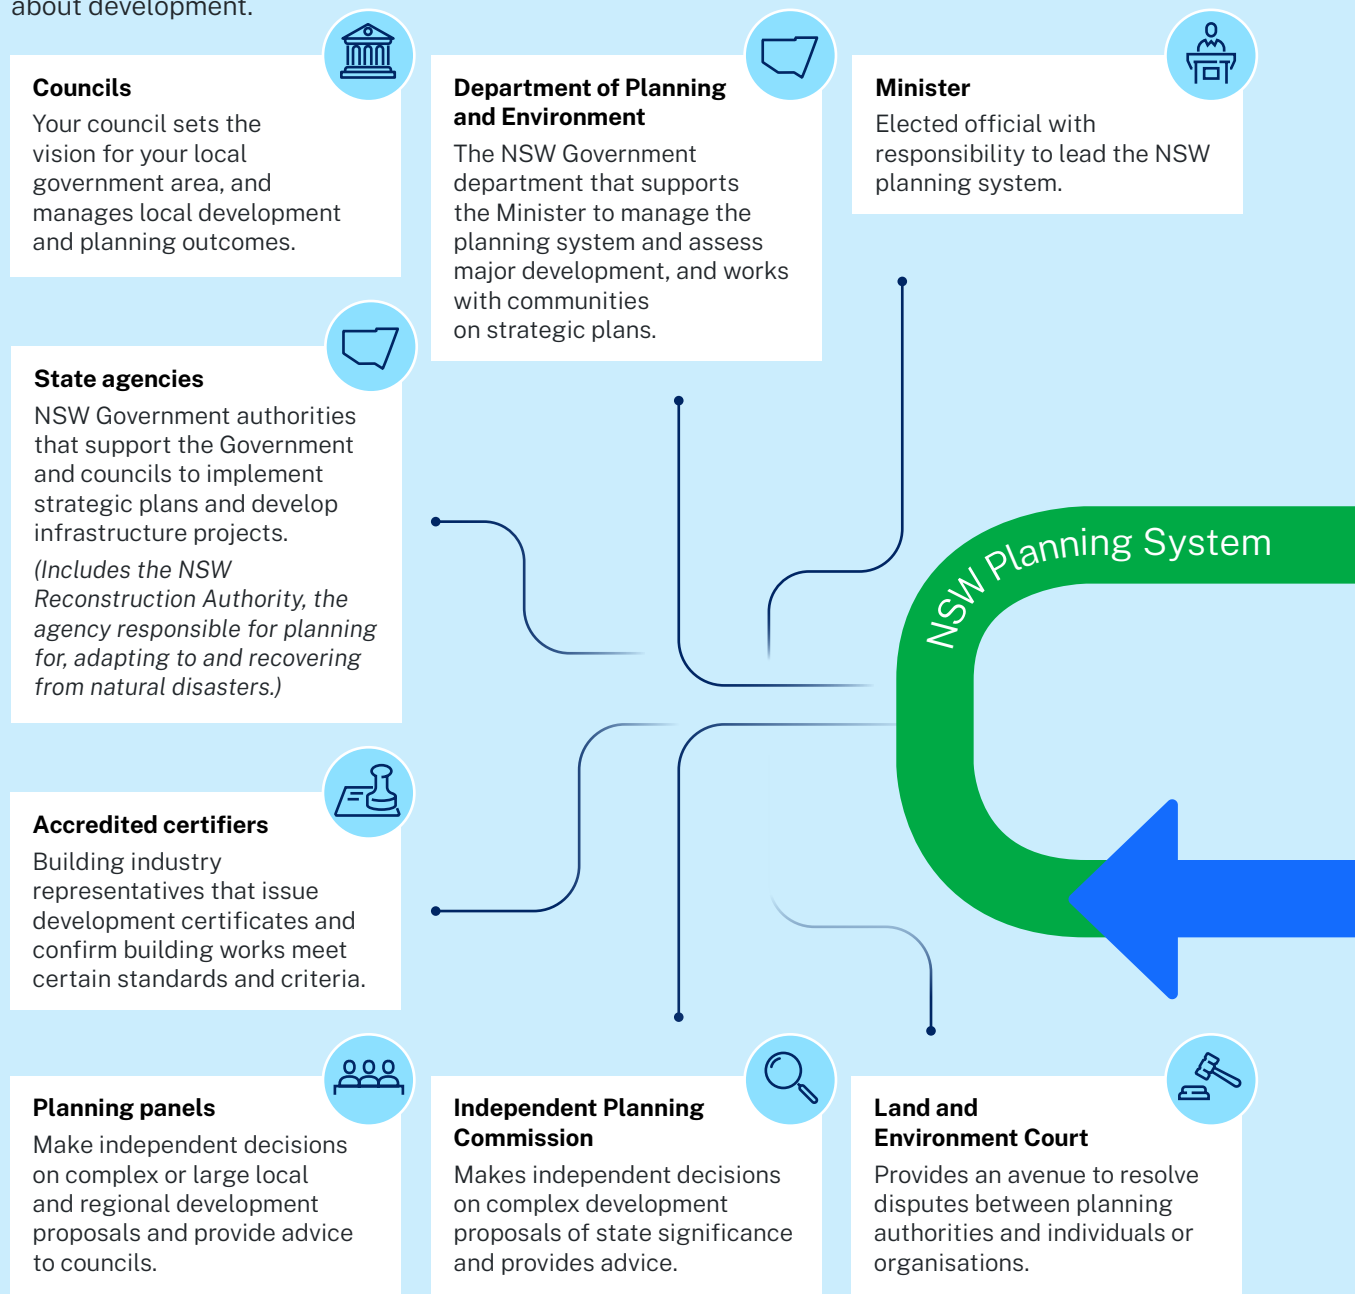 about development.
Councils
Your council sets the
vision for your local
government area, and
manages local development
and planning outcomes.
Department of Planning
and Environment
The NSW Government
department that supports
the Minister to manage the
planning system and assess
major development, and works
with communities
on strategic plans.
Minister
Elected official with
responsibility to lead the NSW
planning system.
State agencies
NSW Government authorities
that support the Government
and councils to implement
strategic plans and develop
infrastructure projects.
(Includes the NSW
Reconstruction Authority, the
agency responsible for planning
for, adapting to and recovering
from natural disasters.)
NSW Planning System
Accredited certifiers
Building industry
representatives that issue
development certificates and
confirm building works meet
certain standards and criteria.
Planning panels
Make independent decisions
on complex or large local
and regional development
proposals and provide advice
to councils.
Independent Planning
Commission
Makes independent decisions
on complex development
proposals of state significance
and provides advice.
Land and
Environment Court
Provides an avenue to resolve
disputes between planning
authorities and individuals or
organisations.